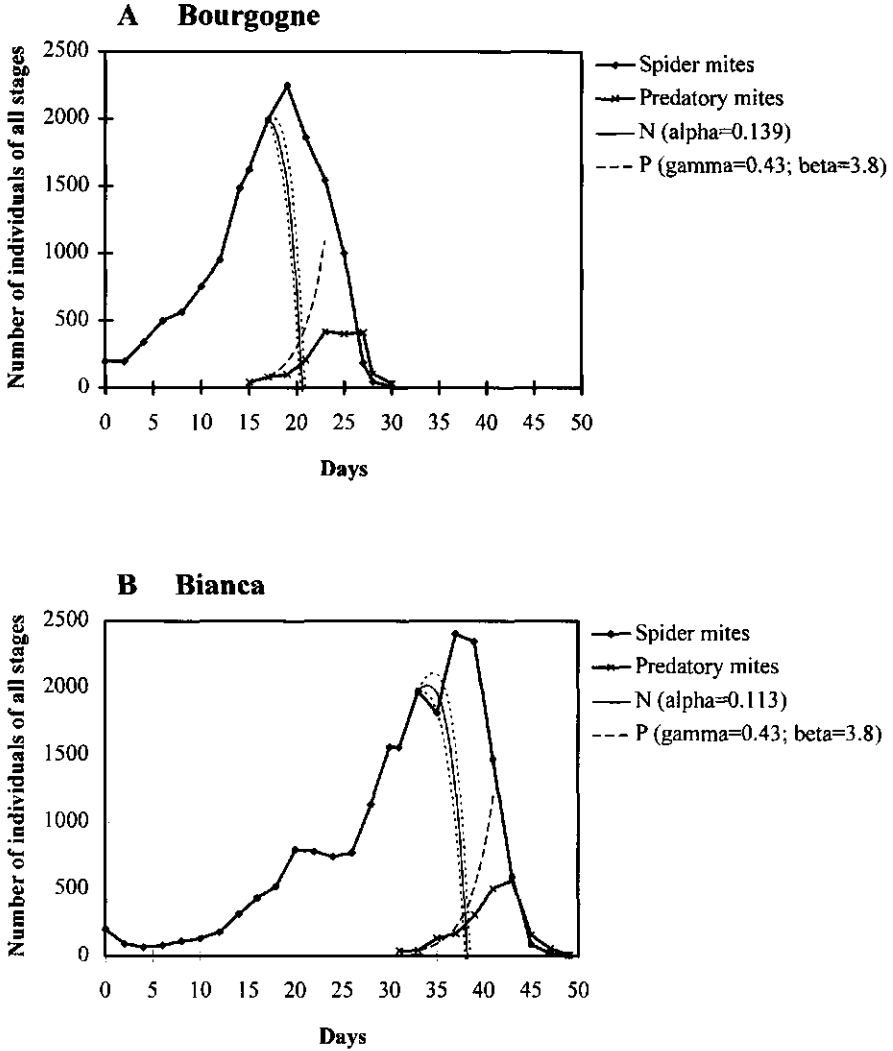 A Bourgogne
Number of individuals of all stages
2500
2000
1500
1000
500
0
0 5 10 15 20 25 30 35 40 45 50
Days
Spider mites
Predatory mites
N (alpha=0.139)
P (gamma=0.43; beta=3.8)
B Bianca
Number of individuals of all stages
2500
2000
1500
1000
500
0
0 5 10 15 20 25 30 35 40 45 50
Days
Spider mites
Predatory mites
N (alpha=0.113)
P (gamma=0.43; beta=3.8)